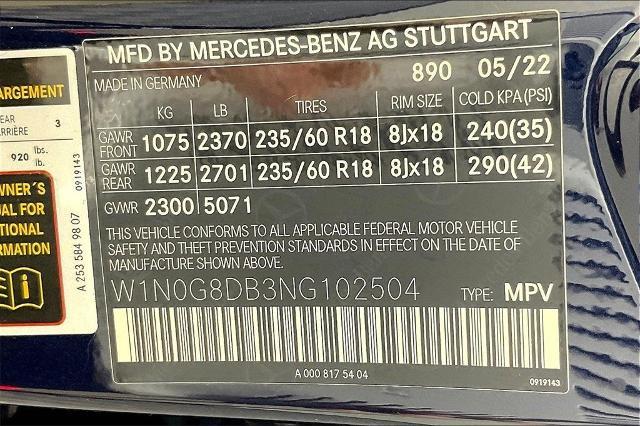 MFD BY MERCEDES-BENZ AG STUTTGART
MADE IN GERMANY 890 05/22
KG LB TIRES RIM SIZE COLD KPA (PSI)
GAWR FRONT 1075 2370 235/60 R18 8Jx18 240(35)
GAWR REAR 1225 2701 235/60 R18 8Jx18 290(42)
GVWR 2300 5071
THIS VEHICLE CONFORMS TO ALL APPLICABLE FEDERAL MOTOR VEHICLE
SAFETY AND THEFT PREVENTION STANDARDS IN EFFECT ON THE DATE OF
MANUFACTURE SHOWN ABOVE.
W1N0G8DB3NG102504 TYPE: MPV
A 000 817 54 04
0919143
ARGEMENT
EAR
ARRIÈRE 3
920 lbs.
lb.
0919143
WNER´S
UAL FOR
TIONAL
RMATION
A 253 584 98 07